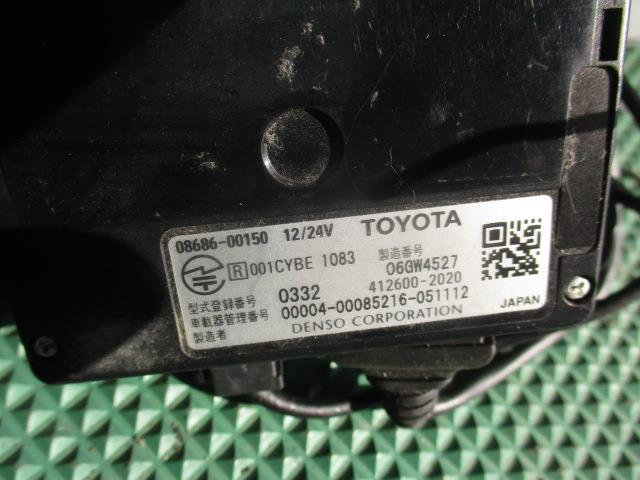 08686-00150 12/24V TOYOTA
R 001CYBE 1083 製造番号
06GW4527
型式登録番号 0332 412600-2020
車載器管理番号 00004-00085216-051112
製造者 DENSO CORPORATION JAPAN